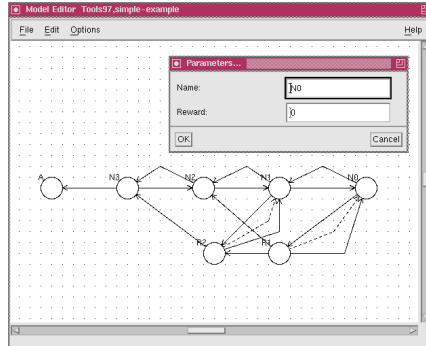 Model Editor Tools97,simple-example
File Edit Options Help
Parameters...
Name: N0
Reward: 0
OK Cancel
A N3 N2 N1 N0
R2 R1